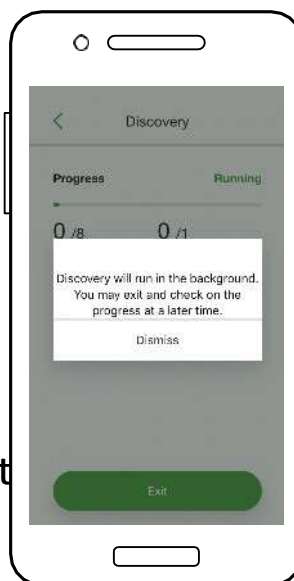 Discovery
Progress Running
0 /8 0 /1
Discovery will run in the background.
You may exit and check on the
progress at a later time.
Dismiss
t
Exit